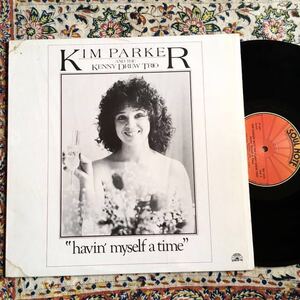 KIM PARKER
AND THE
KENNY DREW TRIO
"havin' myself a time"
SOUL NOTE